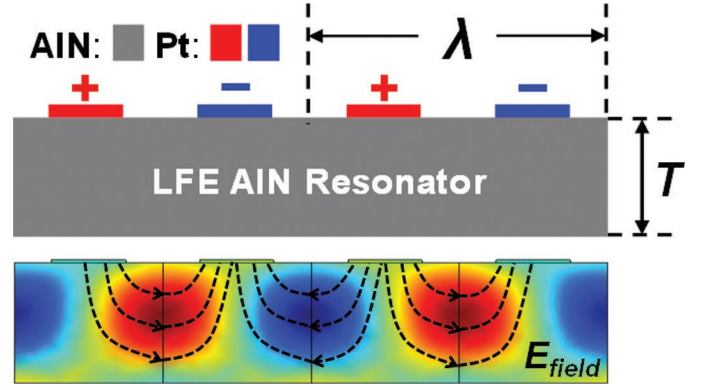 AlN: Pt: λ
+ − + −
LFE AlN Resonator
T
E_field